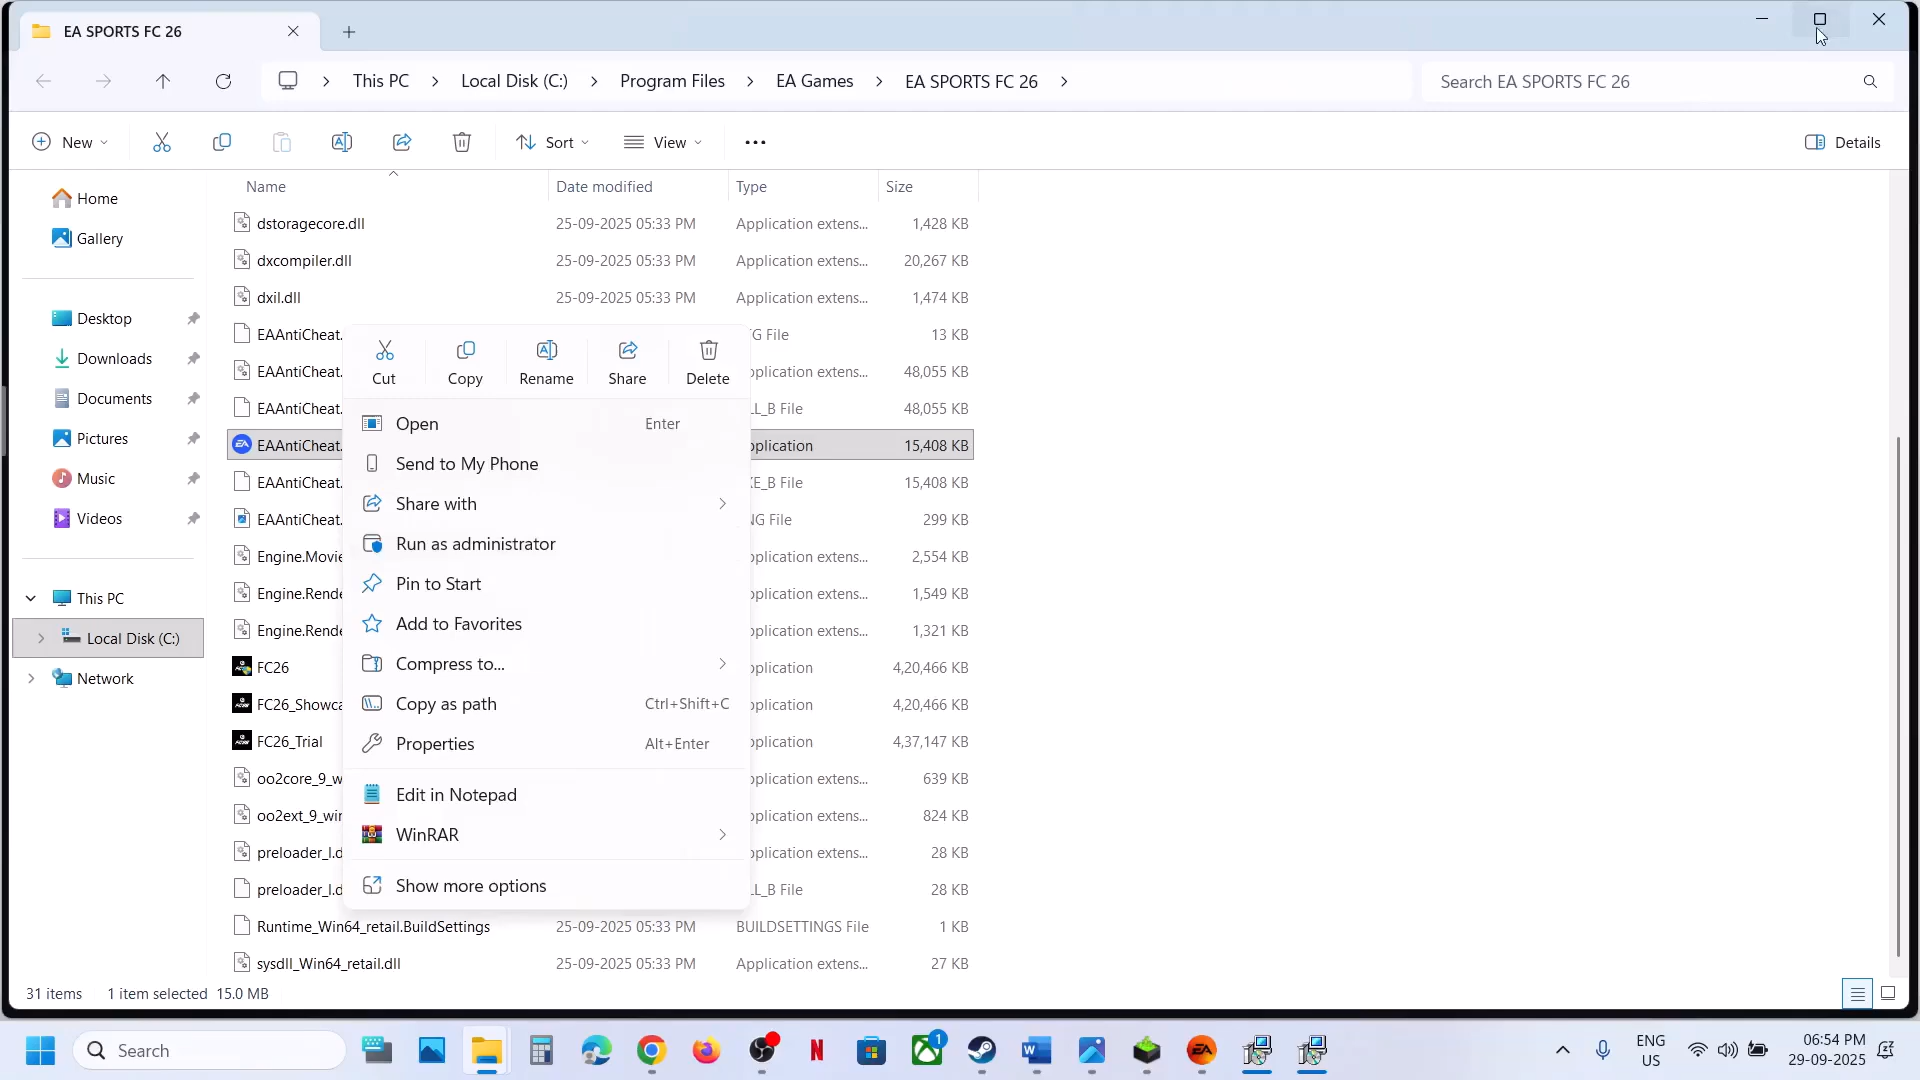 EA SPORTS FC 26
This PC
Local Disk (C:)
Program Files
EA Games
EA SPORTS FC 26
Search EA SPORTS FC 26
New
Sort
View
Details
Name
Date modified
Type
Size
Home
Gallery
Desktop
Downloads
Documents
Pictures
Music
Videos
This PC
Local Disk (C:)
Network
dstoragecore.dll 25-09-2025 05:33 PM Application extens... 1,428 KB
dxcompiler.dll 25-09-2025 05:33 PM Application extens... 20,267 KB
dxil.dll 25-09-2025 05:33 PM Application extens... 1,474 KB
EAAntiCheat. G File 13 KB
EAAntiCheat. plication extens... 48,055 KB
EAAntiCheat. LL_B File 48,055 KB
EAAntiCheat. plication 15,408 KB
EAAntiCheat. E_B File 15,408 KB
EAAntiCheat. NG File 299 KB
Engine.Movie plication extens... 2,554 KB
Engine.Rende plication extens... 1,549 KB
Engine.Rende plication extens... 1,321 KB
FC26 plication 4,20,466 KB
FC26_Showca plication 4,20,466 KB
FC26_Trial plication 4,37,147 KB
oo2core_9_w plication extens... 639 KB
oo2ext_9_wi plication extens... 824 KB
preloader_l.d plication extens... 28 KB
preloader_l.d LL_B File 28 KB
Runtime_Win64_retail.BuildSettings 25-09-2025 05:33 PM BUILDSETTINGS File 1 KB
sysdll_Win64_retail.dll 25-09-2025 05:33 PM Application extens... 27 KB
Cut
Copy
Rename
Share
Delete
Open Enter
Send to My Phone
Share with
Run as administrator
Pin to Start
Add to Favorites
Compress to...
Copy as path Ctrl+Shift+C
Properties Alt+Enter
Edit in Notepad
WinRAR
Show more options
31 items 1 item selected 15.0 MB
Search
1
ENG
US
06:54 PM
29-09-2025